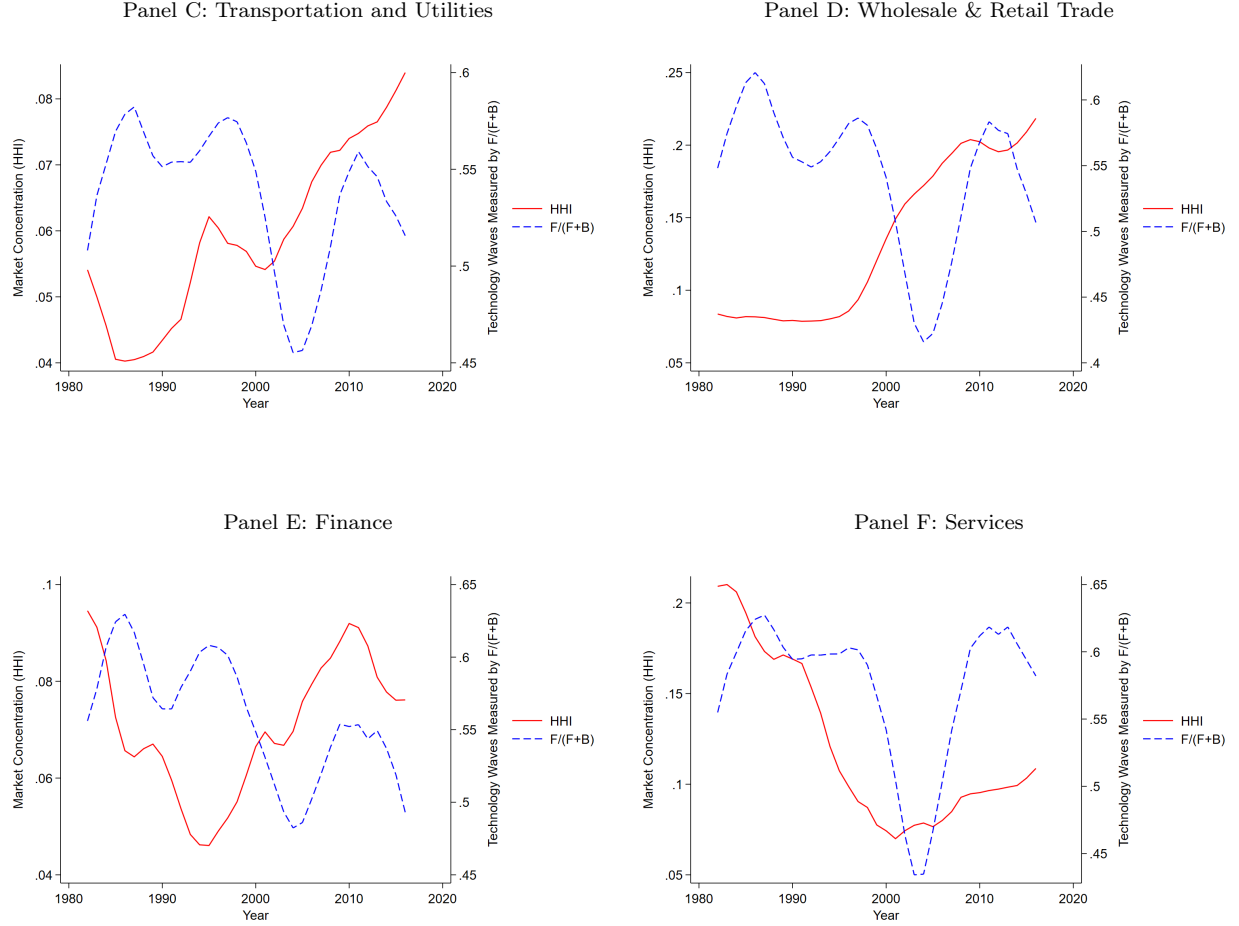 Panel C: Transportation and Utilities
.08
.07
.06
.05
.04
Market Concentration (HHI)
.6
.55
.5
.45
Technology Waves Measured by F/(F+B)
1980 1990 2000 2010 2020
Year
HHI
F/(F+B)
Panel D: Wholesale & Retail Trade
.25
.2
.15
.1
.05
Market Concentration (HHI)
.6
.55
.5
.45
.4
Technology Waves Measured by F/(F+B)
1980 1990 2000 2010 2020
Year
HHI
F/(F+B)
Panel E: Finance
.1
.08
.06
.04
Market Concentration (HHI)
.65
.6
.55
.5
.45
Technology Waves Measured by F/(F+B)
1980 1990 2000 2010 2020
Year
HHI
F/(F+B)
Panel F: Services
.2
.15
.1
.05
Market Concentration (HHI)
.65
.6
.55
.5
.45
Technology Waves Measured by F/(F+B)
1980 1990 2000 2010 2020
Year
HHI
F/(F+B)